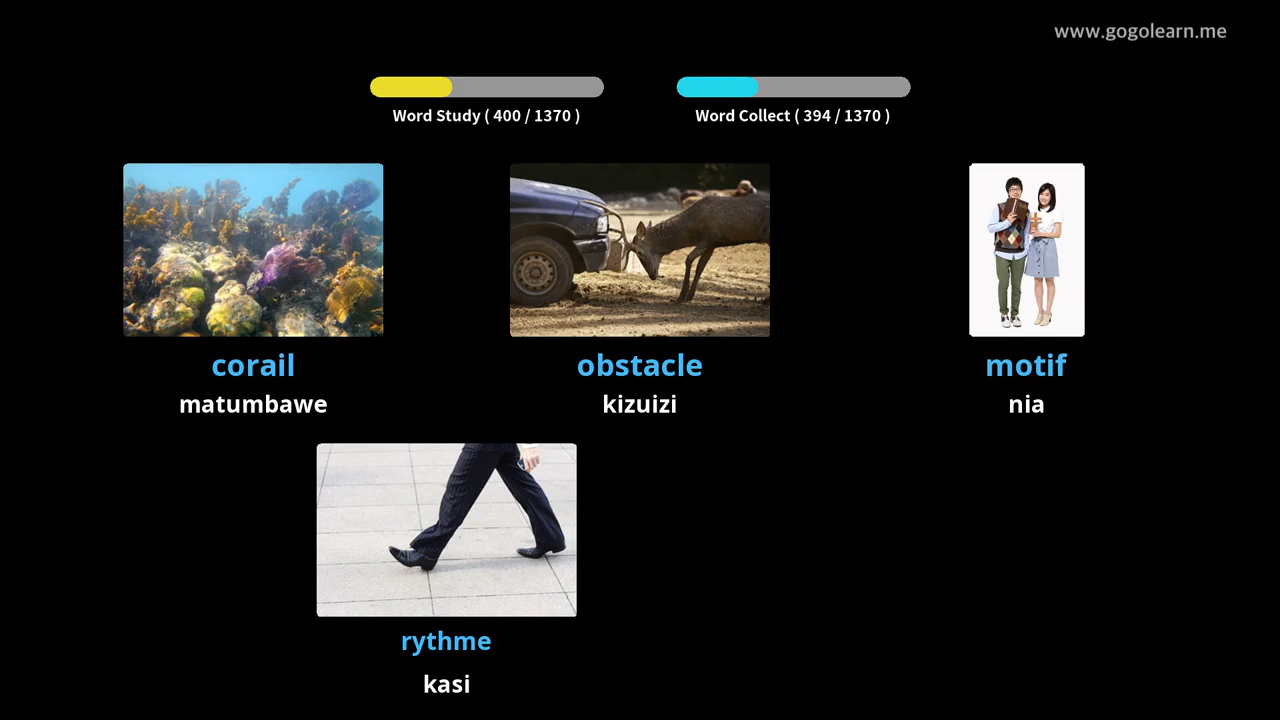 www.gogolearn.me
Word Study ( 400 / 1370 )
Word Collect ( 394 / 1370 )
corail
obstacle
motif
matumbawe
kizuizi
nia
rythme
kasi